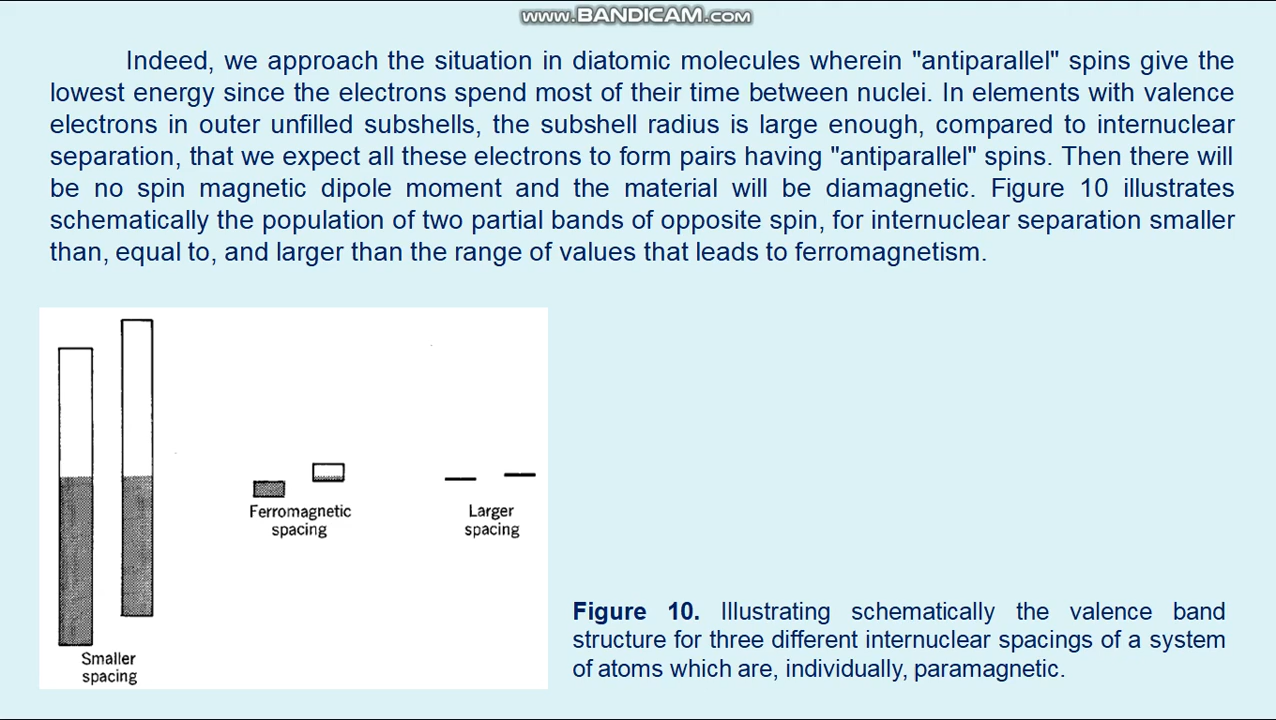 www.BANDICAM.com
Indeed, we approach the situation in diatomic molecules wherein "antiparallel" spins give the
lowest energy since the electrons spend most of their time between nuclei. In elements with valence
electrons in outer unfilled subshells, the subshell radius is large enough, compared to internuclear
separation, that we expect all these electrons to form pairs having "antiparallel" spins. Then there will
be no spin magnetic dipole moment and the material will be diamagnetic. Figure 10 illustrates
schematically the population of two partial bands of opposite spin, for internuclear separation smaller
than, equal to, and larger than the range of values that leads to ferromagnetism.
Ferromagnetic
spacing
Larger
spacing
Smaller
spacing
Figure 10. Illustrating schematically the valence band
structure for three different internuclear spacings of a system
of atoms which are, individually, paramagnetic.